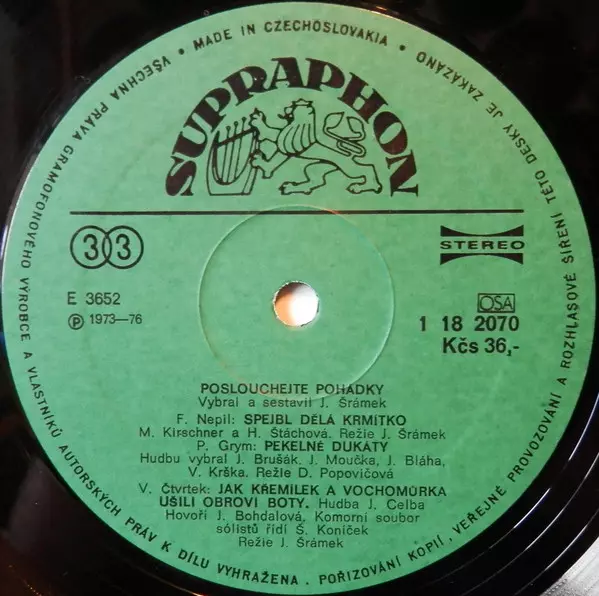 VŠECHNA PRÁVA GRAMOFONOVÉHO VÝROBCE A VLASTNÍKŮ AUTORSKÝCH PRÁV K DÍLU VYHRAŽENA. POŘIZOVÁNÍ KOPIÍ, VEŘEJNÉ PROVOZOVÁNÍ A ROZHLASOVÉ ŠÍŘENÍ TÉTO DESKY JE ZAKÁZÁNO
• MADE IN CZECHOSLOVAKIA •
SUPRAPHON
33
STEREO
E 3652
Ⓟ 1973—76
OSA
1 18 2070
Kčs 36,-
POSLOUCHEJTE POHÁDKY
Vybral a sestavil J. Šrámek
F. Nepil: SPEJBL DĚLÁ KRMÍTKO
M. Kirschner a H. Štáchová. Režie J. Šrámek
P. Grym: PEKELNÉ DUKÁTY
Hudbu vybral J. Brušák. J. Moučka, J. Bláha,
V. Krška. Režie D. Popovičová
V. Čtvrtek: JAK KŘEMÍLEK A VOCHOMŮRKA
UŠILI OBROVI BOTY. Hudba J. Celba
Hovoří J. Bohdalová, Komorní soubor
sólistů řídí S. Koníček
Režie J. Šrámek